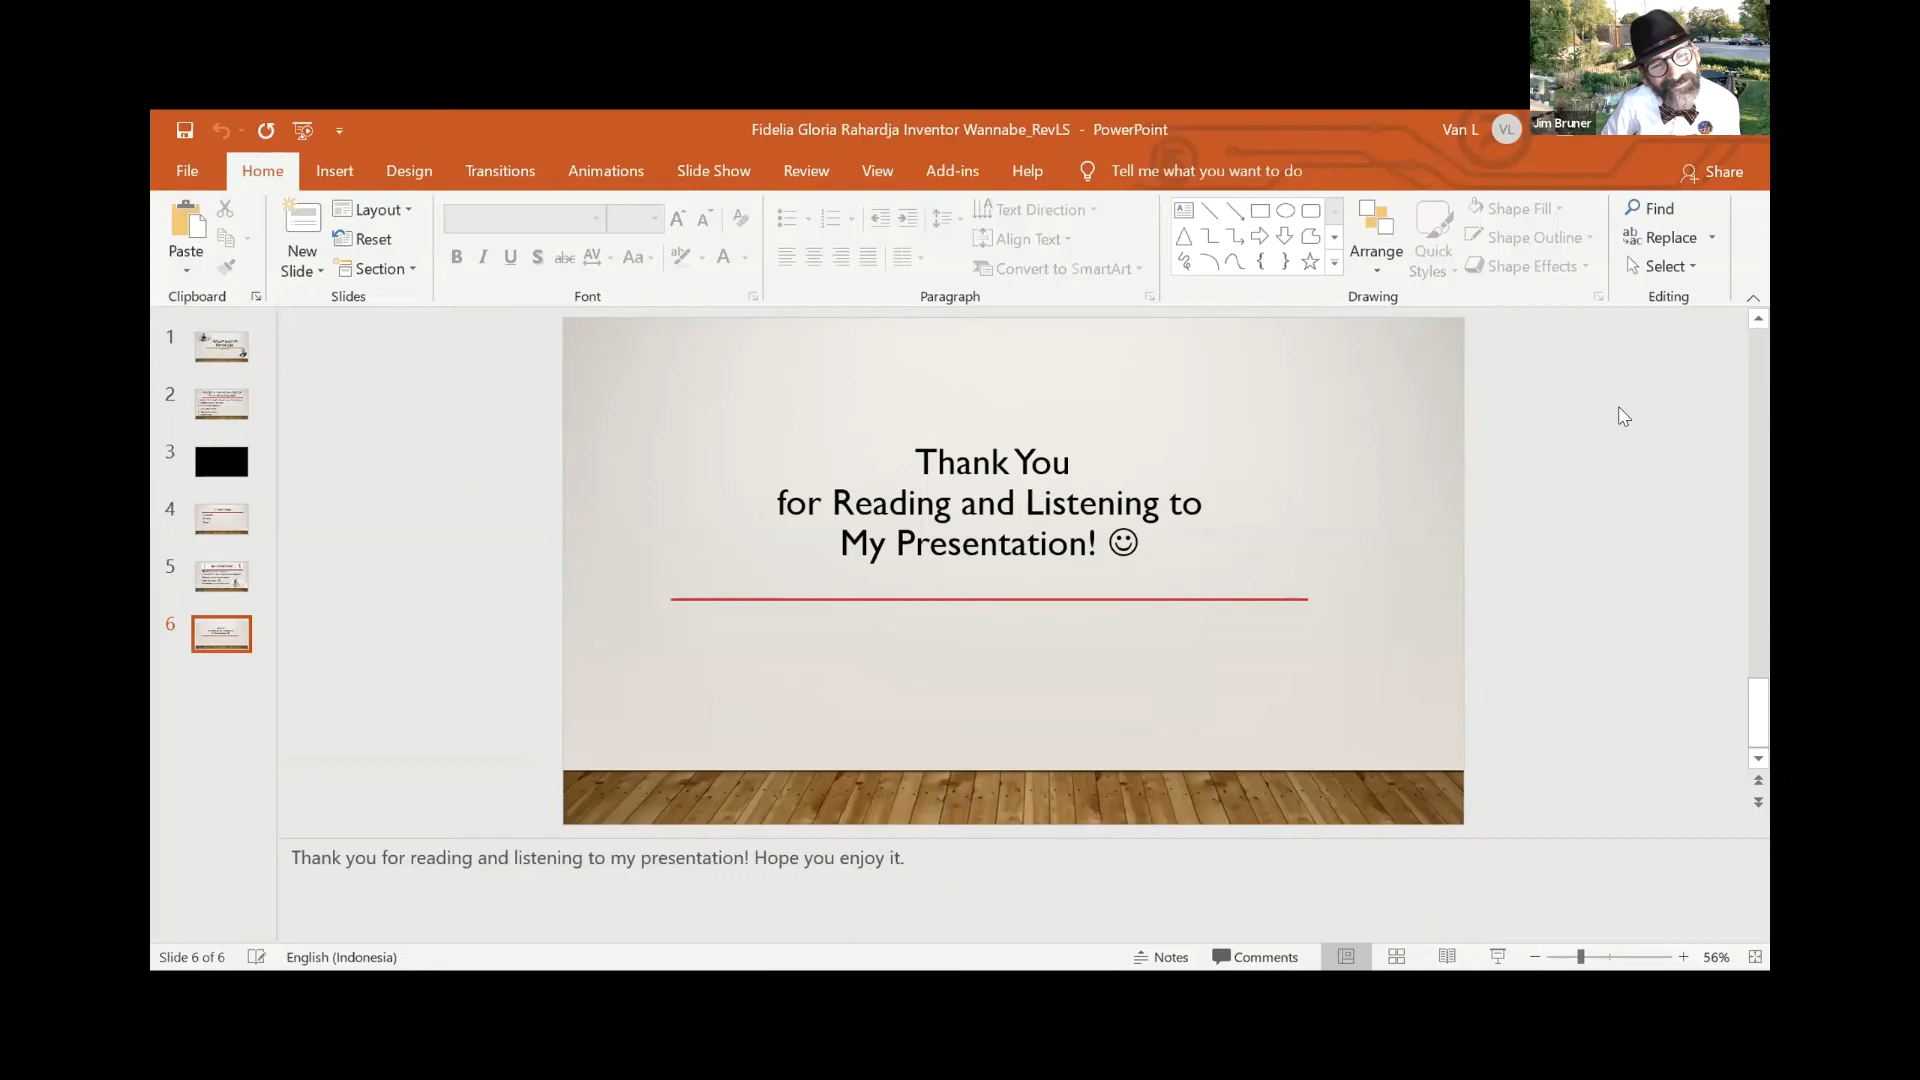 Jim Bruner
Fidelia Gloria Rahardja Inventor Wannabe_RevLS - PowerPoint
Van L
VL
File Home Insert Design Transitions Animations Slide Show Review View Add-ins Help Tell me what you want to do
Share
Paste
Clipboard
New
Slide
Layout
Reset
Section
Slides
B I U S abc AV Aa A
Font
Text Direction
Align Text
Convert to SmartArt
Paragraph
Arrange
Quick
Styles
Shape Fill
Shape Outline
Shape Effects
Drawing
Find
Replace
Select
Editing
1
2
3
4
5
6
Thank You
for Reading and Listening to
My Presentation! ☺
Thank you for reading and listening to my presentation! Hope you enjoy it.
Slide 6 of 6
English (Indonesia)
Notes
Comments
56%